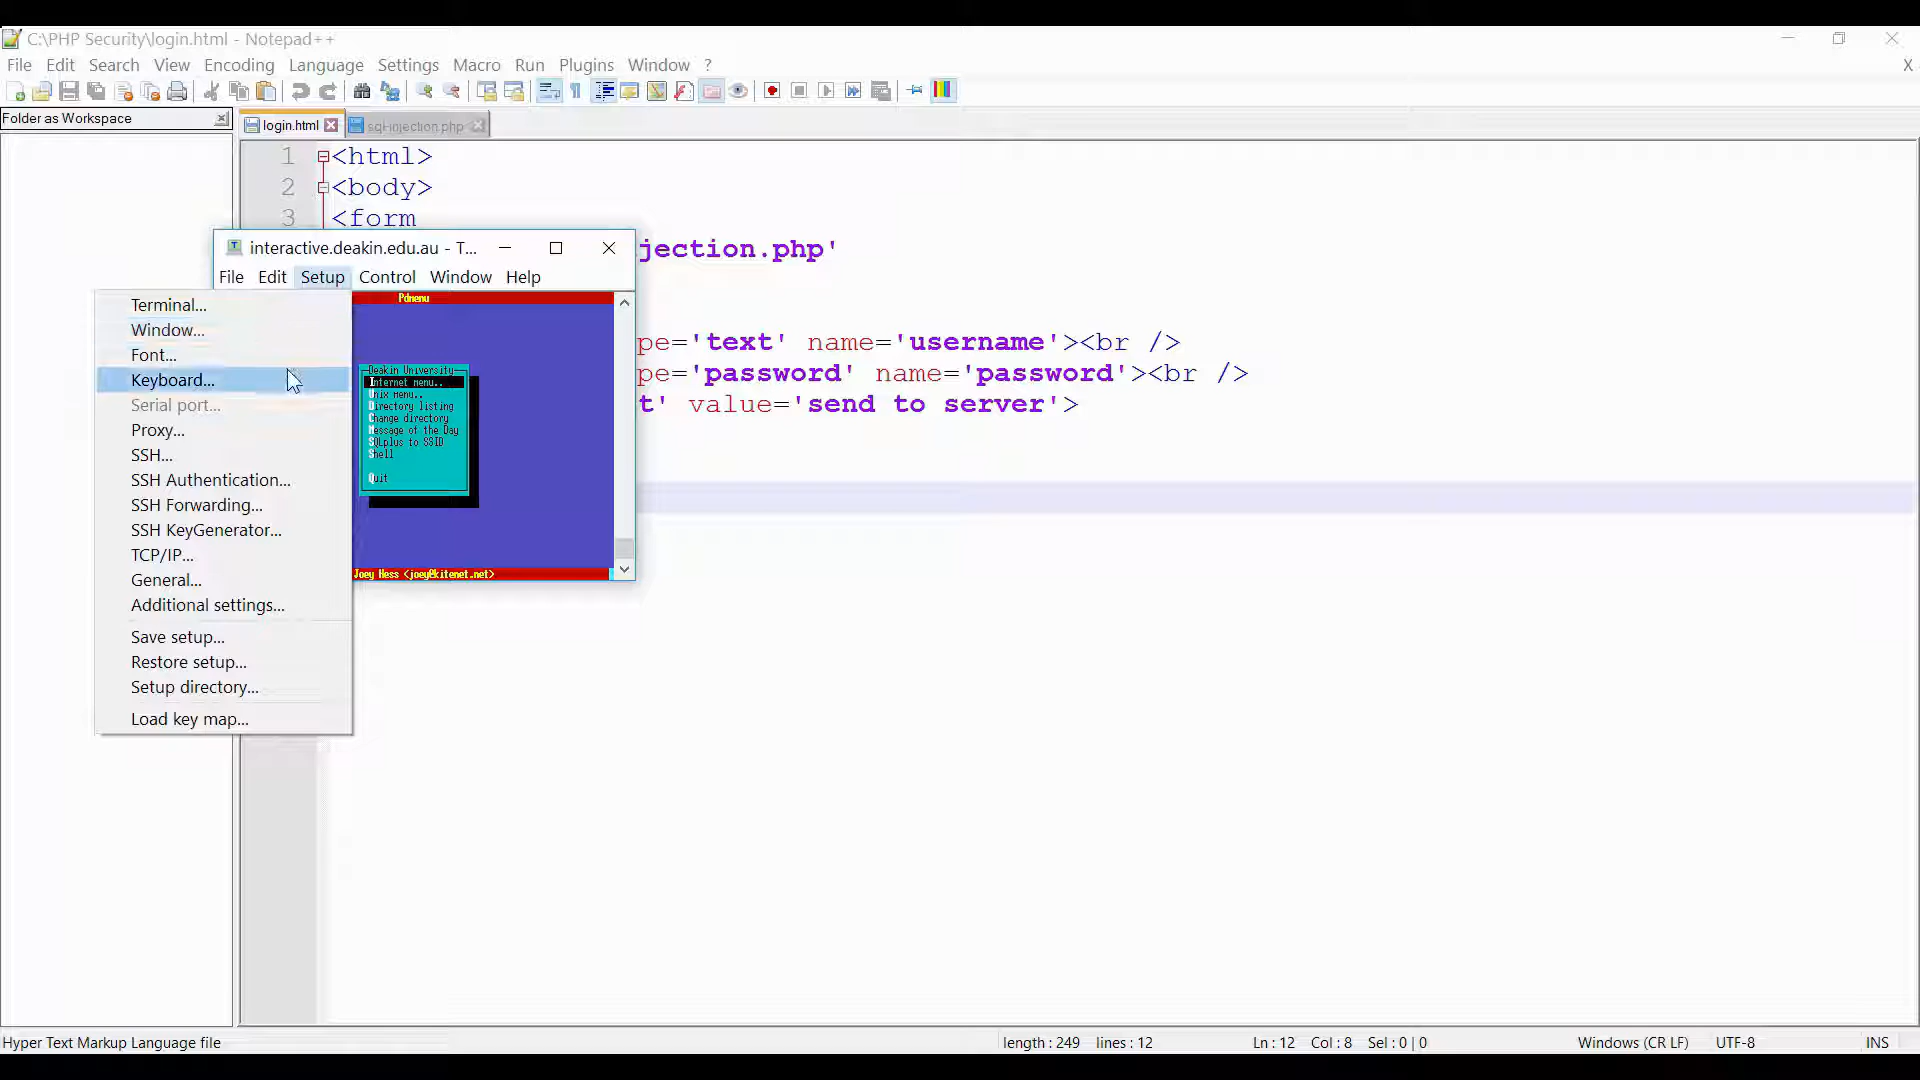 C:\PHP Security\login.html - Notepad++
File Edit Search View Encoding Language Settings Macro Run Plugins Window ?
X
Folder as Workspace
login.html
sql-injection.php
1 <html>
2 <body>
3 <form
jection.php'
pe='text' name='username'><br />
pe='password' name='password'><br />
t' value='send to server'>
interactive.deakin.edu.au - T...
File Edit Setup Control Window Help
Terminal...
Window...
Font...
Keyboard...
Serial port...
Proxy...
SSH...
SSH Authentication...
SSH Forwarding...
SSH KeyGenerator...
TCP/IP...
General...
Additional settings...
Save setup...
Restore setup...
Setup directory...
Load key map...
Pdmenu
Deakin University
Internet menu..
Unix Menu..
Directory listing
Change directory
Message of the Day
SQLplus to SSID
Shell
Quit
Joey Hess <joey@kitenet.net>
Hyper Text Markup Language file
length : 249 lines : 12
Ln : 12 Col : 8 Sel : 0 | 0
Windows (CR LF)
UTF-8
INS